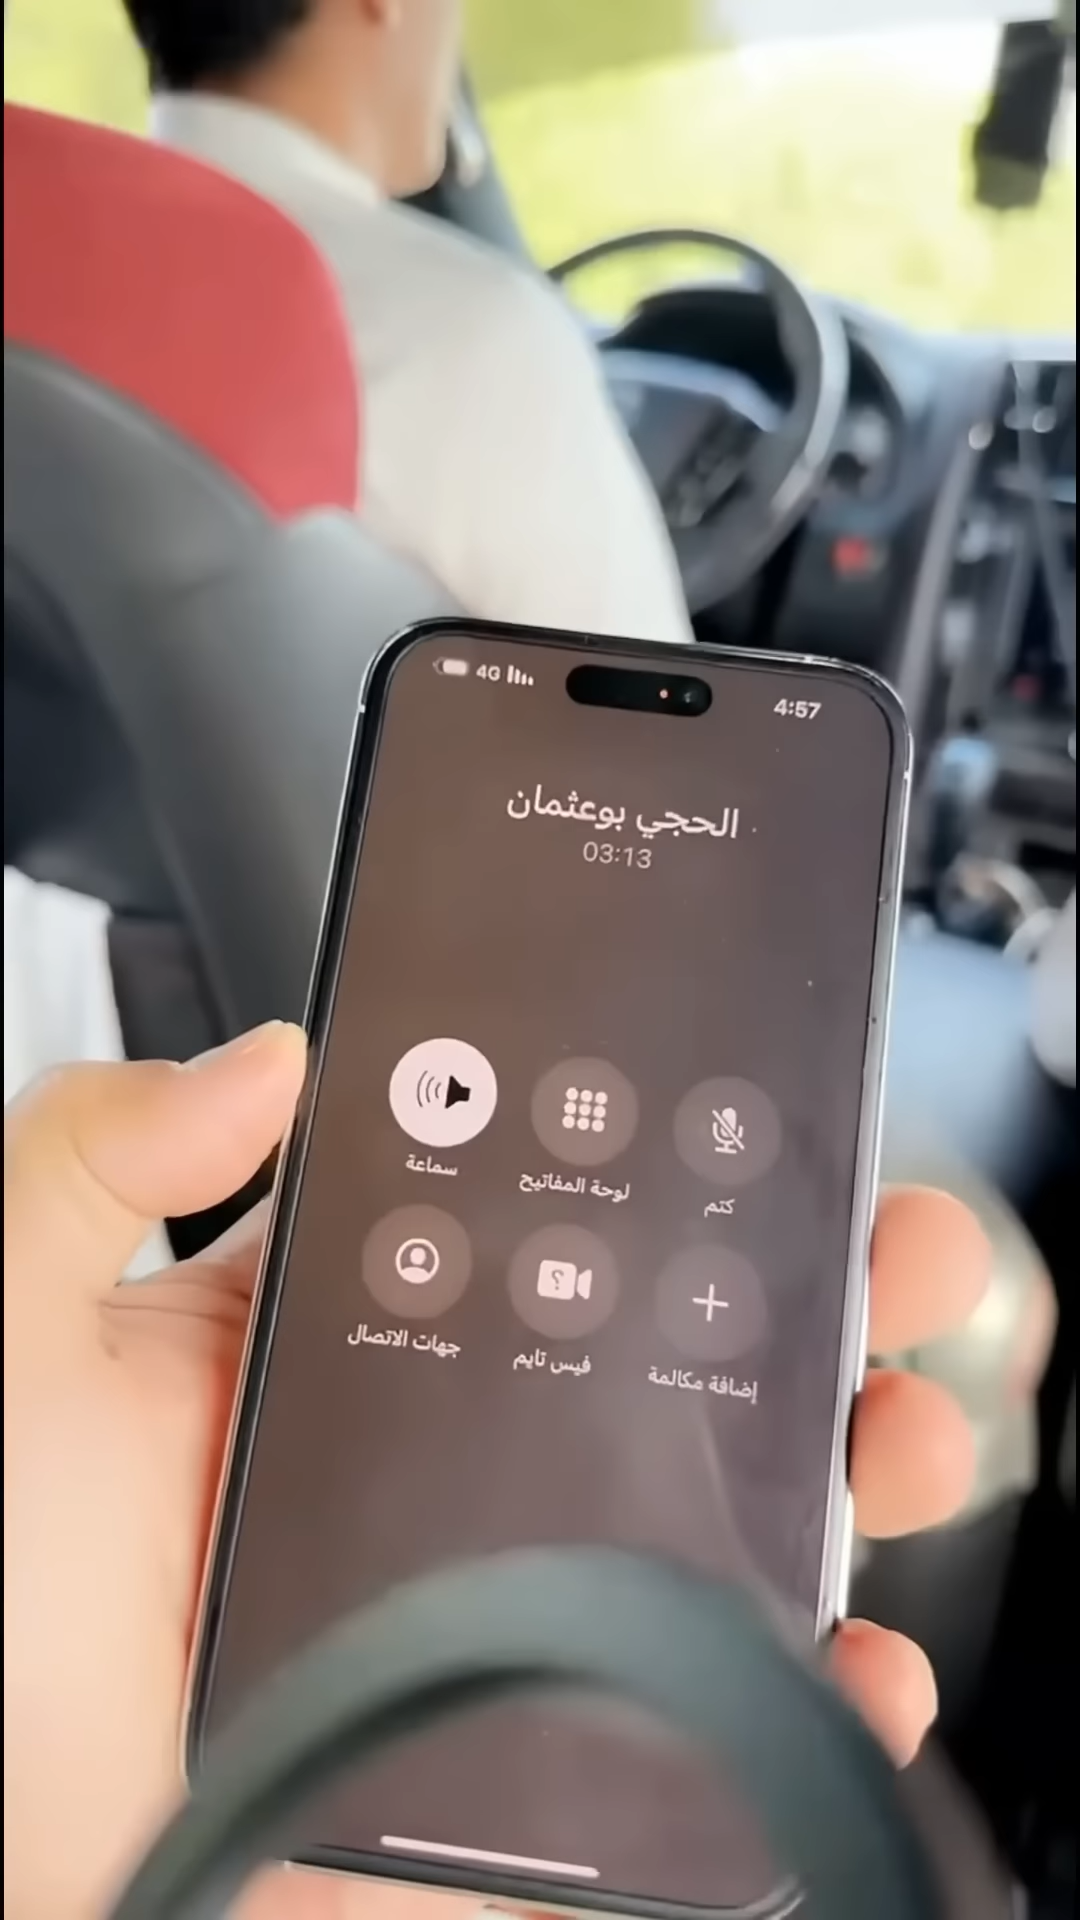 4:57
4G
الحجي بوعثمان
03:13
كتم
لوحة المفاتيح
سماعة
إضافة مكالمة
فيس تايم
جهات الاتصال